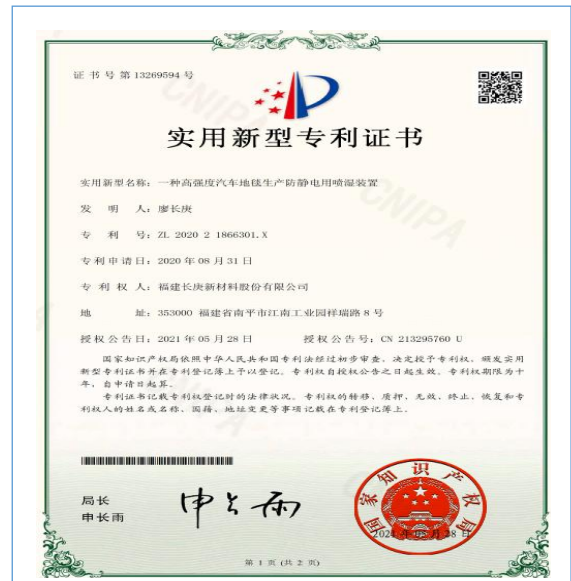 证书号第13269594号
实用新型专利证书
实用新型名称：一种高强度汽车地毯生产防静电用喷湿装置
发 明 人：廖长庚
专 利 号：ZL 2020 2 1866301.X
专利申请日：2020年08月31日
专 利 权 人：福建长庚新材料股份有限公司
地 址：353000 福建省南平市江南工业园祥瑞路8号
授权公告日：2021年05月28日 授权公告号：CN 213295760 U
国家知识产权局依照中华人民共和国专利法经过初步审查，决定授予专利权，颁发实用
新型专利证书并在专利登记簿上予以登记。专利权自授权公告之日起生效。专利权期限为十
年，自申请日起算。
专利证书记载专利权登记时的法律状况。专利权的转移、质押、无效、终止、恢复和专
利权人的姓名或名称、国籍、地址变更等事项记载在专利登记簿上。
局长
申长雨
申长雨
国家知识产权局
2021年05月28日
第 1 页 (共 2 页)
CNIPA
CNIPA